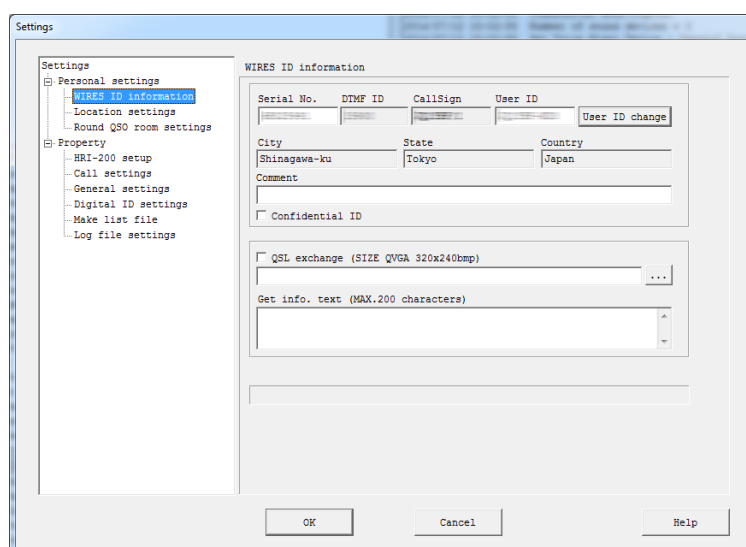 Settings
Settings
Personal settings
WIRES ID information
Location settings
Round QSO room settings
Property
HRI-200 setup
Call settings
General settings
Digital ID settings
Make list file
Log file settings
WIRES ID information
Serial No. DTMF ID CallSign User ID
User ID change
City State Country
Shinagawa-ku Tokyo Japan
Comment
Confidential ID
QSL exchange (SIZE QVGA 320x240bmp)
...
Get info. text (MAX.200 characters)
OK Cancel Help